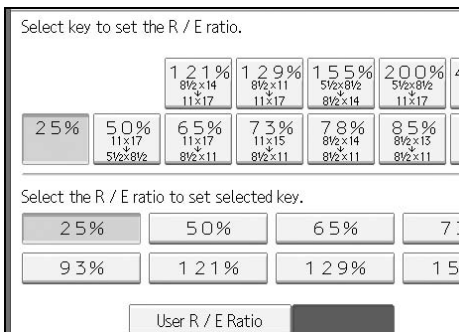 Select key to set the R / E ratio.
121% 129% 155% 200% 4
8½×14 8½×11 5½×8½ 5½×8½
↓ ↓ ↓ ↓
11×17 11×17 8½×14 11×17
25% 50% 65% 73% 78% 85%
11×17 11×17 11×15 8½×14 8½×13
↓ ↓ ↓ ↓ ↓
5½×8½ 8½×11 8½×11 8½×11 8½×11
Select the R / E ratio to set selected key.
25% 50% 65% 7
93% 121% 129% 15
User R / E Ratio